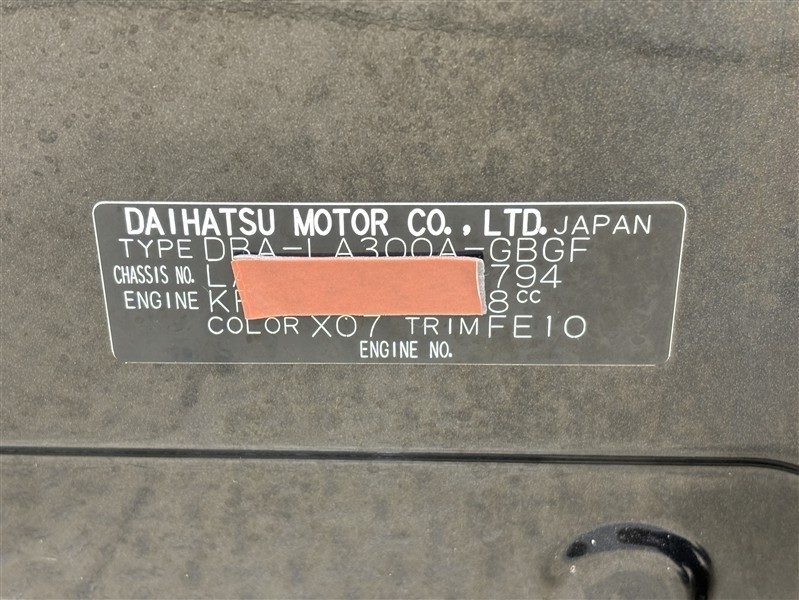 DAIHATSU MOTOR CO., LTD. JAPAN
TYPE DBA-LA300A-GBGF
CHASSIS NO. LA 794
ENGINE KF 8cc
COLOR X07 TRIM FE10
ENGINE NO.